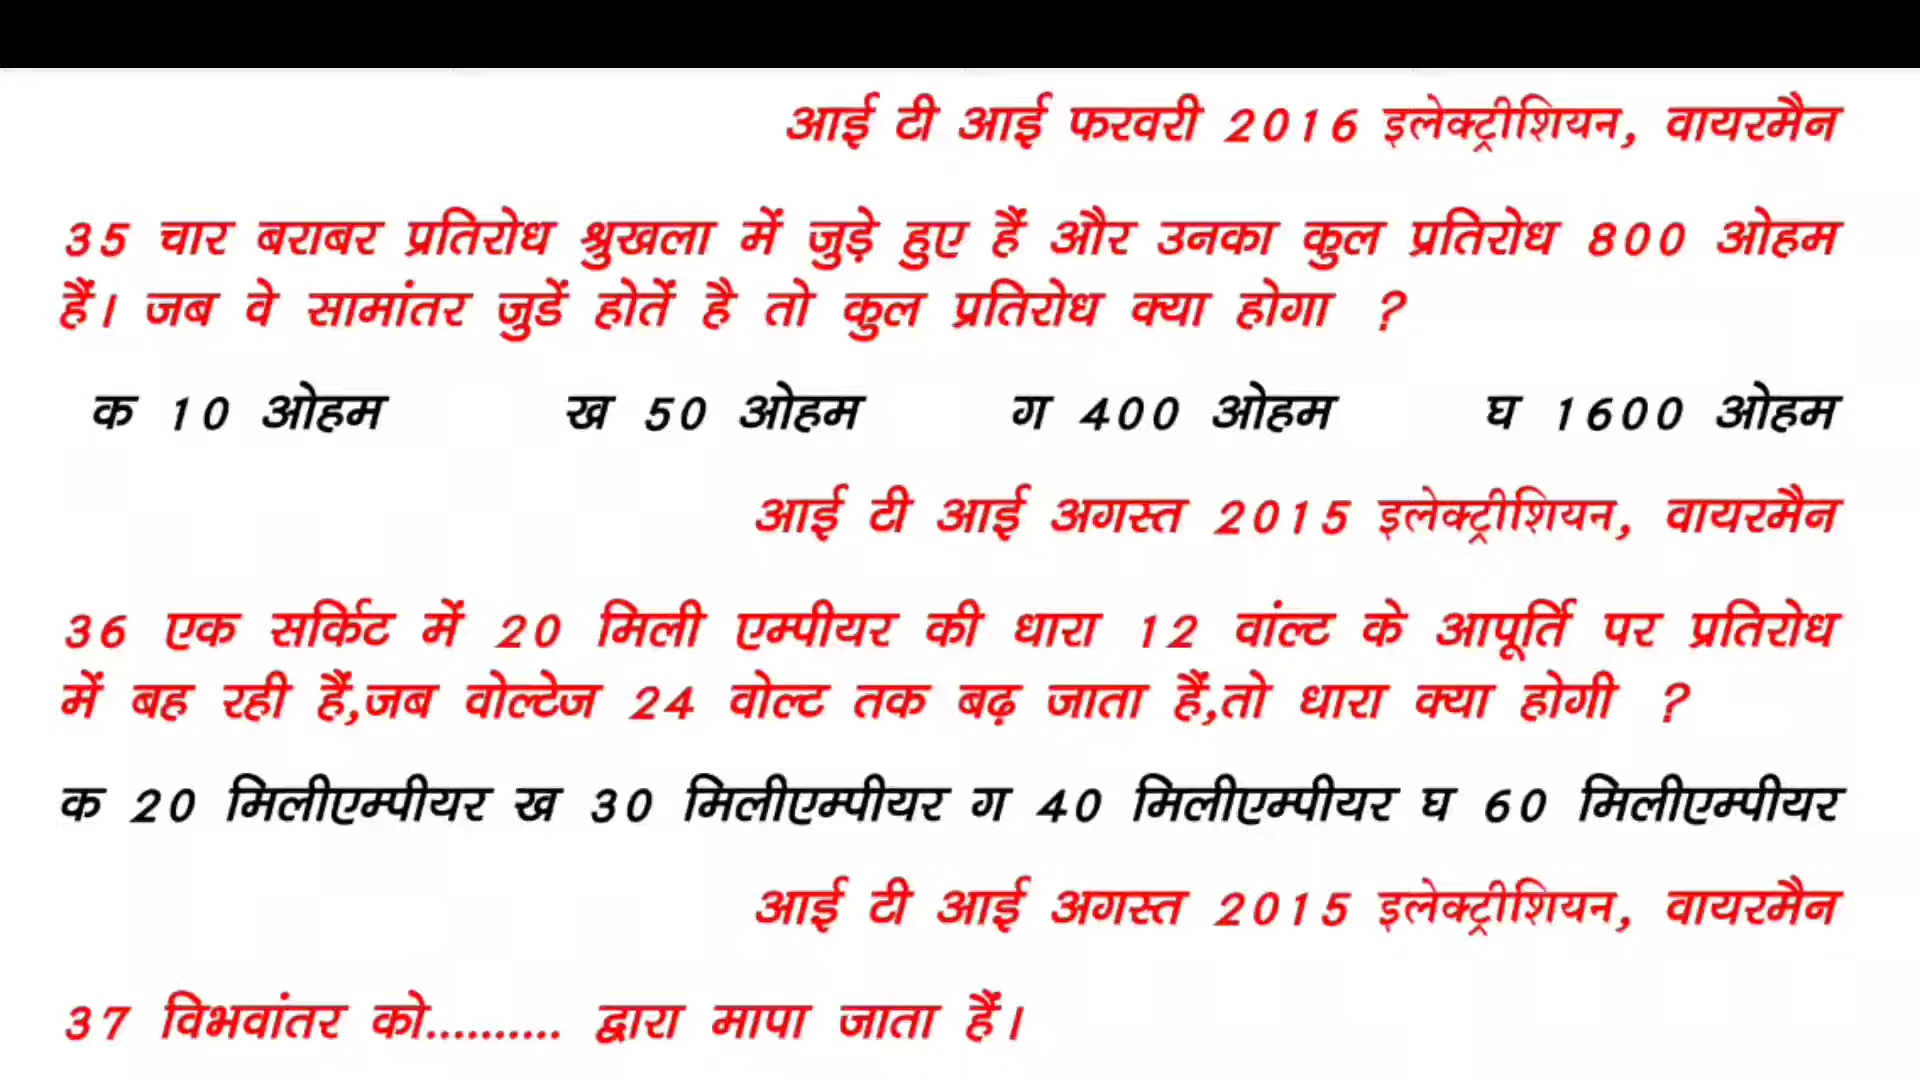 आई टी आई फरवरी 2016 इलेक्ट्रीशियन, वायरमैन
35 चार बराबर प्रतिरोध श्रुखला में जुड़े हुए हैं और उनका कुल प्रतिरोध 800 ओहम
हैं। जब वे सामांतर जुडें होतें है तो कुल प्रतिरोध क्या होगा ?
क 10 ओहम ख 50 ओहम ग 400 ओहम घ 1600 ओहम
आई टी आई अगस्त 2015 इलेक्ट्रीशियन, वायरमैन
36 एक सर्किट में 20 मिली एम्पीयर की धारा 12 वांल्ट के आपूर्ति पर प्रतिरोध
में बह रही हैं,जब वोल्टेज 24 वोल्ट तक बढ़ जाता हैं,तो धारा क्या होगी ?
क 20 मिलीएम्पीयर ख 30 मिलीएम्पीयर ग 40 मिलीएम्पीयर घ 60 मिलीएम्पीयर
आई टी आई अगस्त 2015 इलेक्ट्रीशियन, वायरमैन
37 विभवांतर को.......... द्वारा मापा जाता हैं।